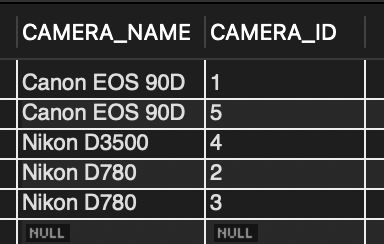 CAMERA_NAME CAMERA_ID
Canon EOS 90D 1
Canon EOS 90D 5
Nikon D3500 4
Nikon D780 2
Nikon D780 3
NULL NULL